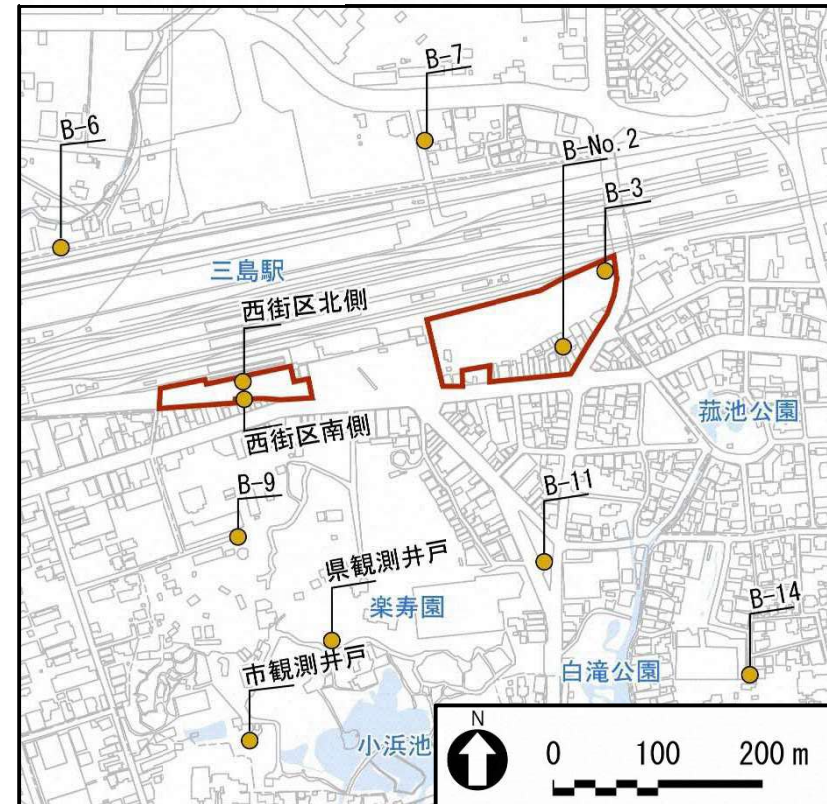 B-7
B-6
B-No.2
B-3
三島駅
西街区北側
西街区南側
菰池公園
B-9
B-11
県観測井戸
楽寿園
B-14
市観測井戸
白滝公園
小浜池
N
0 100 200 m